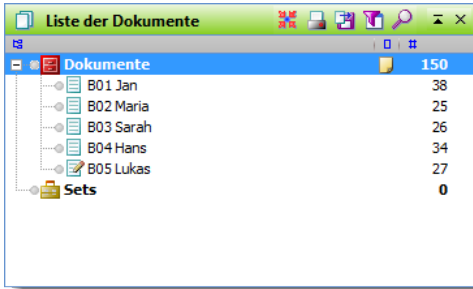 Liste der Dokumente
#
Dokumente 150
B01 Jan 38
B02 Maria 25
B03 Sarah 26
B04 Hans 34
B05 Lukas 27
Sets 0